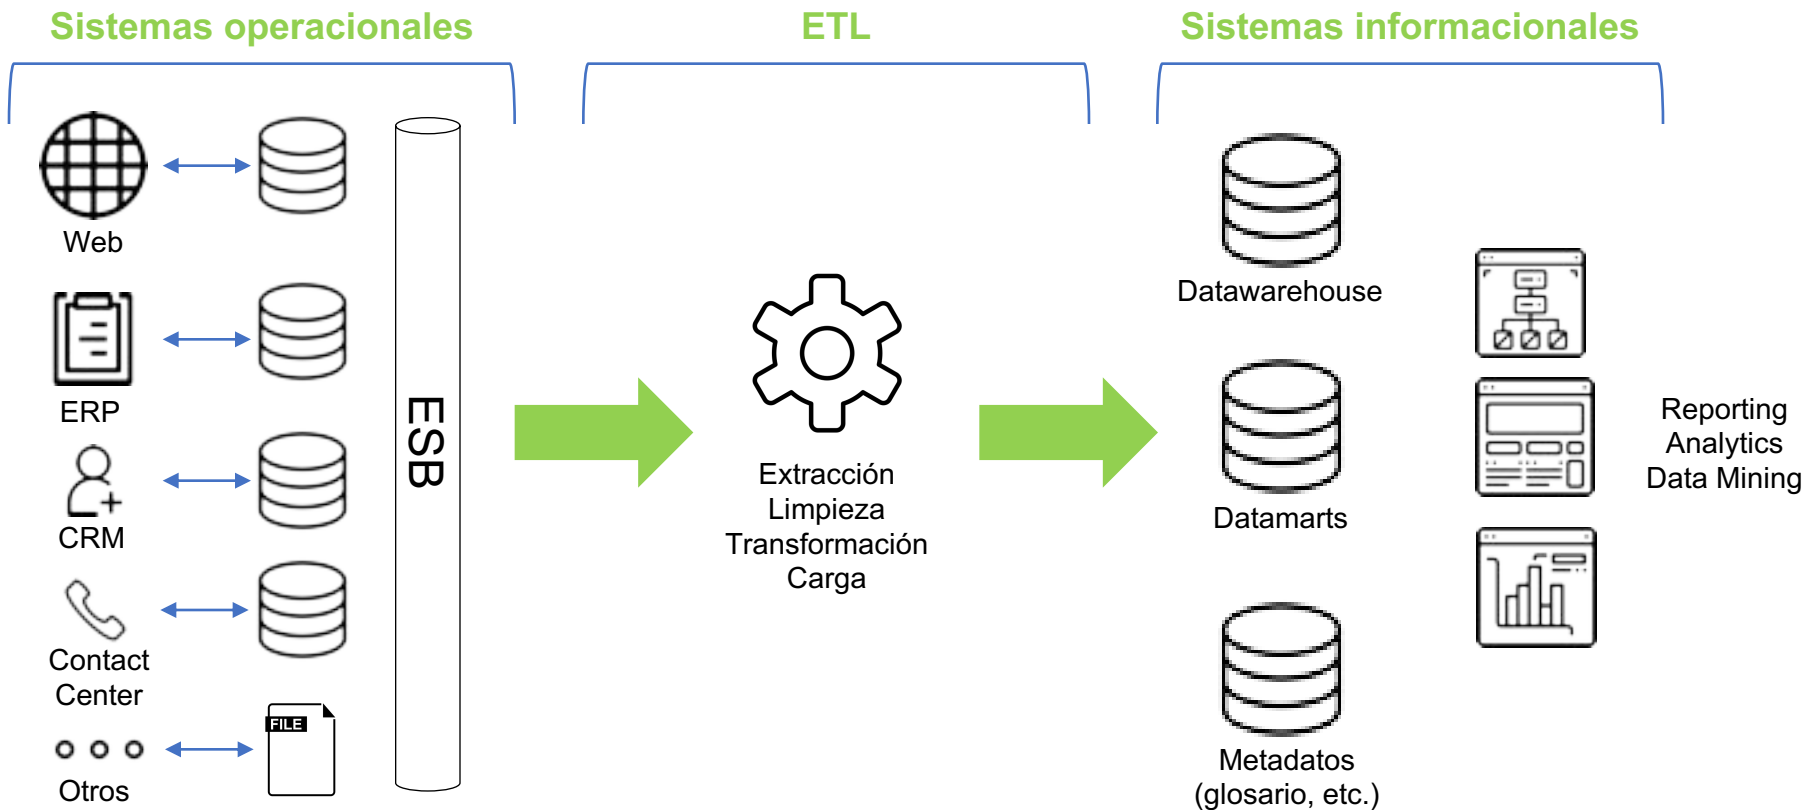 Sistemas operacionales
ETL
Sistemas informacionales
Web
ERP
CRM
Contact
Center
FILE
Otros
ESB
Extracción
Limpieza
Transformación
Carga
Datawarehouse
Datamarts
Metadatos
(glosario, etc.)
Reporting
Analytics
Data Mining